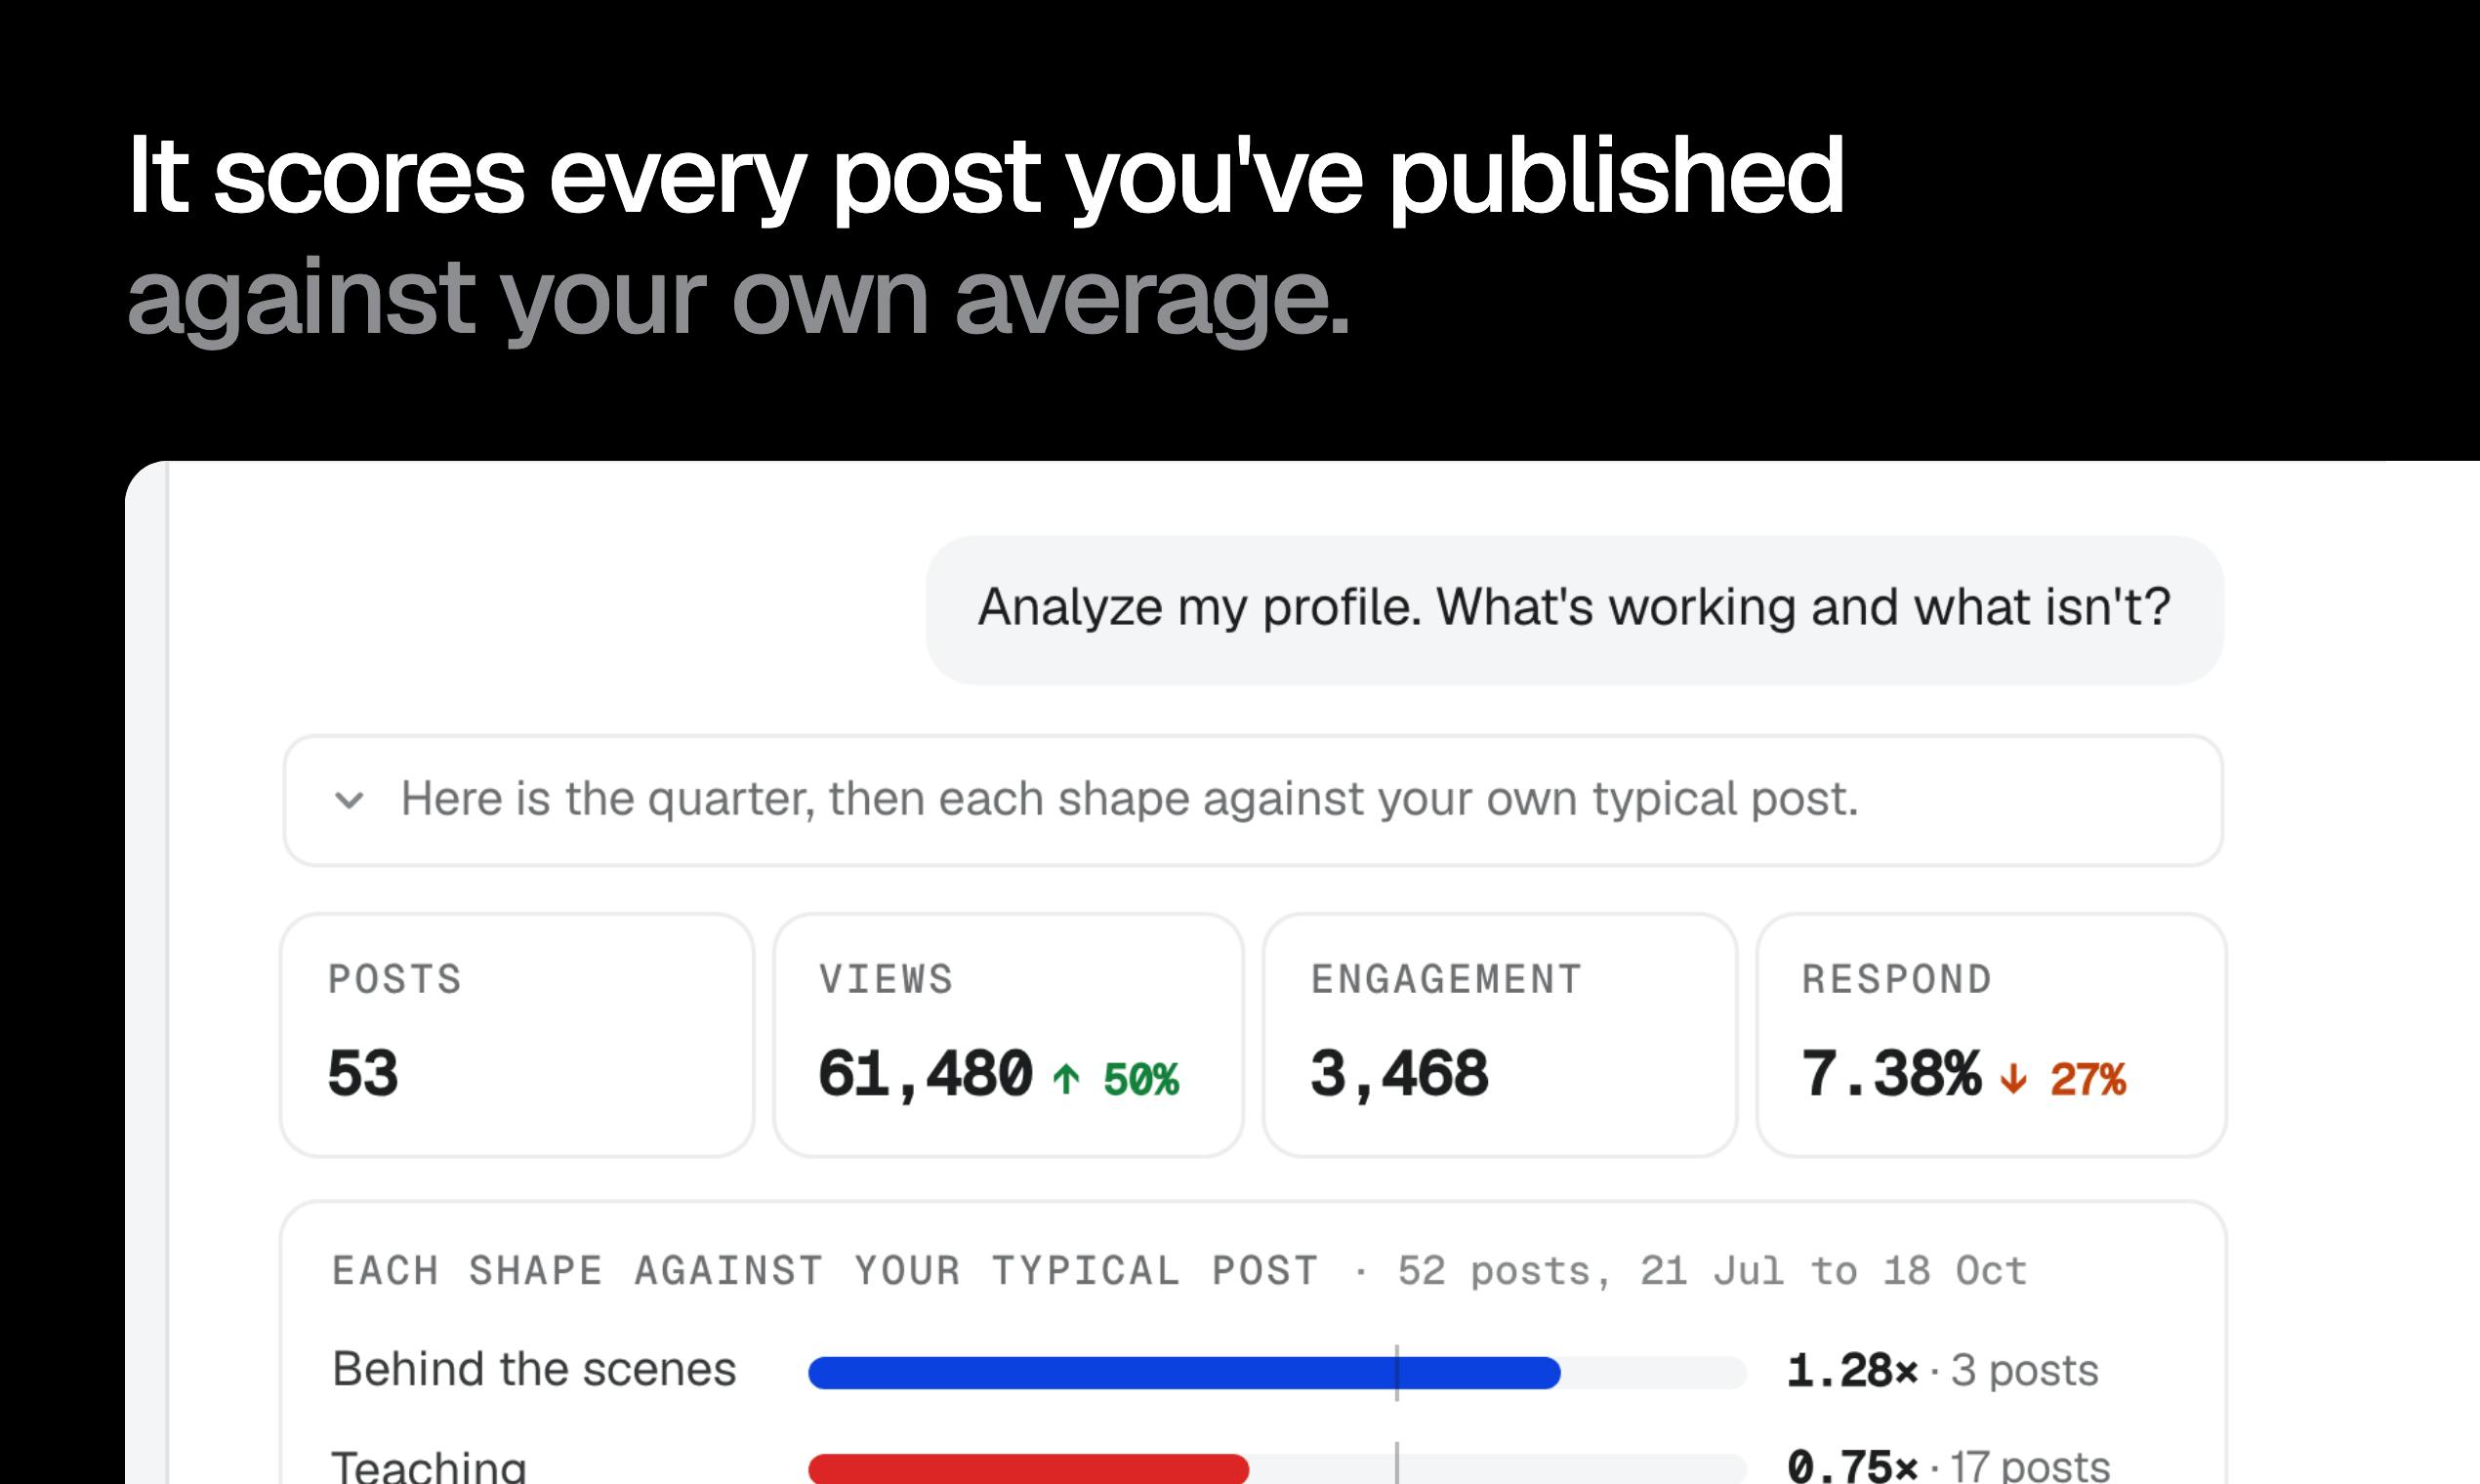 It scores every post you've published
against your own average.
Analyze my profile. What's working and what isn't?
Here is the quarter, then each shape against your own typical post.
POSTS
53
VIEWS
61,480 ↑ 50%
ENGAGEMENT
3,468
RESPOND
7.38% ↓ 27%
EACH SHAPE AGAINST YOUR TYPICAL POST · 52 posts, 21 Jul to 18 Oct
Behind the scenes 1.28× · 3 posts
Teaching 0.75× · 17 posts